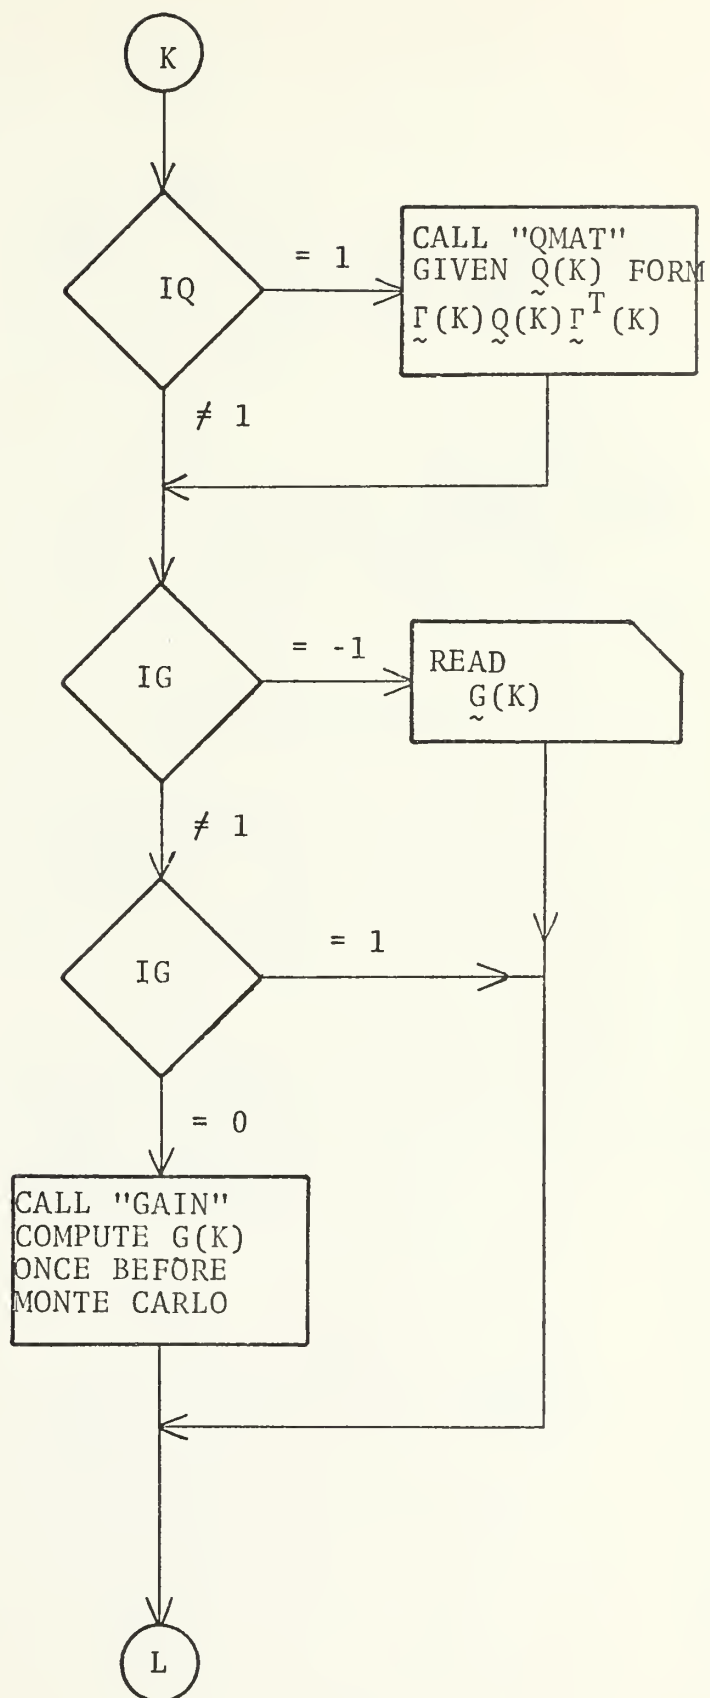 K
IQ
= 1
CALL "QMAT"
GIVEN Q̰(K) FORM
Γ̰(K)Q̰(K)Γ̰ᵀ(K)
≠ 1
IG
= -1
READ
G̰(K)
≠ 1
IG
= 1
= 0
CALL "GAIN"
COMPUTE G̰(K)
ONCE BEFORE
MONTE CARLO
L